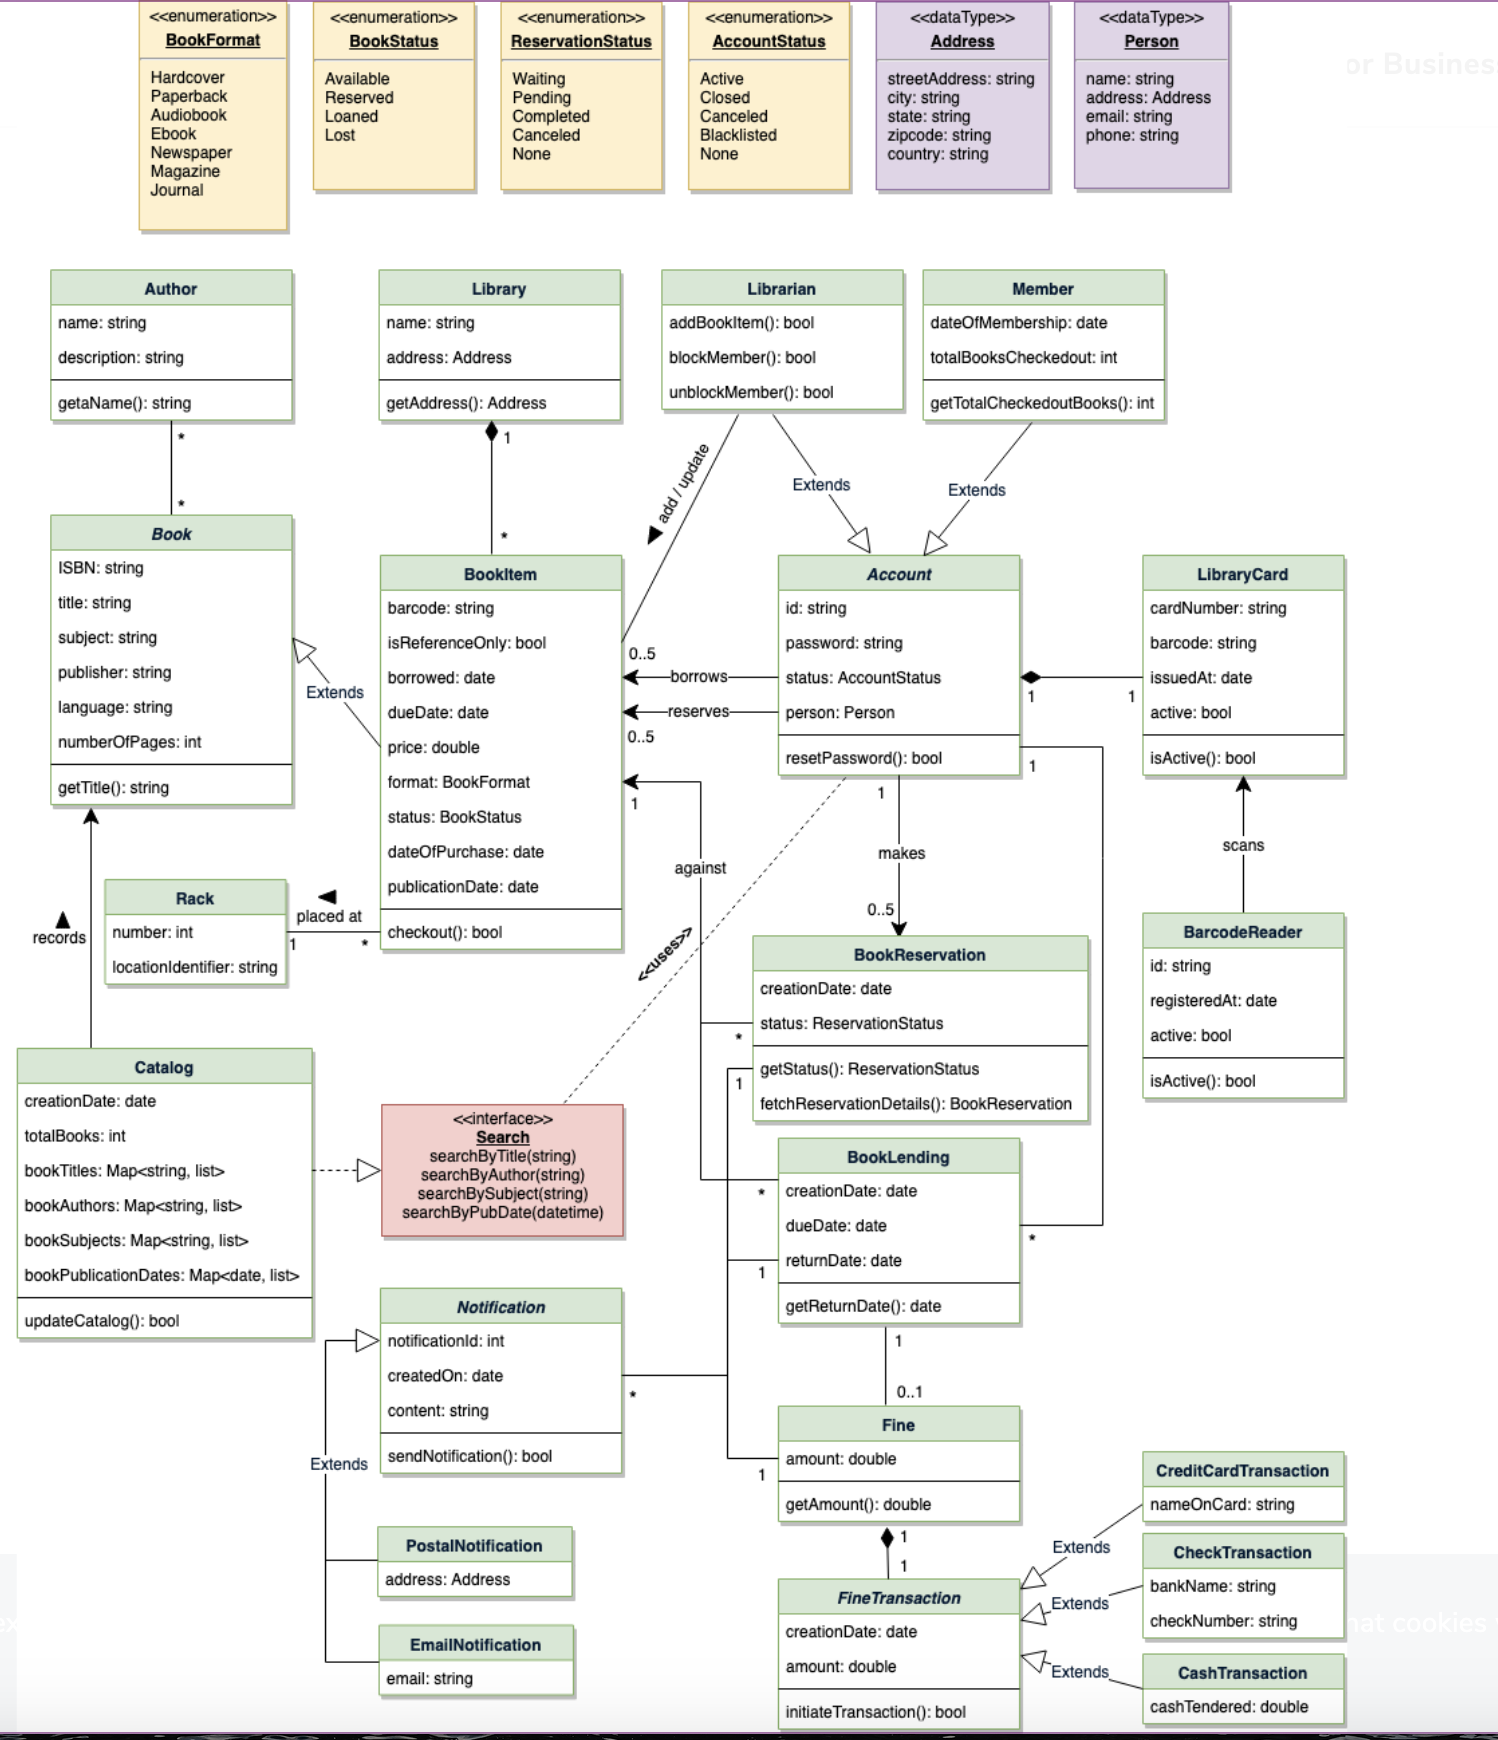 <<enumeration>>
BookFormat
Hardcover
Paperback
Audiobook
Ebook
Newspaper
Magazine
Journal
<<enumeration>>
BookStatus
Available
Reserved
Loaned
Lost
<<enumeration>>
ReservationStatus
Waiting
Pending
Completed
Canceled
None
<<enumeration>>
AccountStatus
Active
Closed
Canceled
Blacklisted
None
<<dataType>>
Address
streetAddress: string
city: string
state: string
zipcode: string
country: string
<<dataType>>
Person
name: string
address: Address
email: string
phone: string
or Business
Author
name: string
description: string
getaName(): string
*
*
Library
name: string
address: Address
getAddress(): Address
1
*
Librarian
addBookItem(): bool
blockMember(): bool
unblockMember(): bool
add / update
Extends
Member
dateOfMembership: date
totalBooksCheckedout: int
getTotalCheckedoutBooks(): int
Extends
Book
ISBN: string
title: string
subject: string
publisher: string
language: string
numberOfPages: int
getTitle(): string
Extends
BookItem
barcode: string
isReferenceOnly: bool
borrowed: date
dueDate: date
price: double
format: BookFormat
status: BookStatus
dateOfPurchase: date
publicationDate: date
checkout(): bool
0..5
borrows
reserves
0..5
1
against
Account
id: string
password: string
status: AccountStatus
person: Person
resetPassword(): bool
1
1
1
LibraryCard
cardNumber: string
barcode: string
issuedAt: date
active: bool
isActive(): bool
scans
1
makes
0..5
<<uses>>
Rack
number: int
locationIdentifier: string
placed at
1
*
records
BookReservation
creationDate: date
status: ReservationStatus
getStatus(): ReservationStatus
fetchReservationDetails(): BookReservation
*
1
BarcodeReader
id: string
registeredAt: date
active: bool
isActive(): bool
Catalog
creationDate: date
totalBooks: int
bookTitles: Map<string, list>
bookAuthors: Map<string, list>
bookSubjects: Map<string, list>
bookPublicationDates: Map<date, list>
updateCatalog(): bool
<<interface>>
Search
searchByTitle(string)
searchByAuthor(string)
searchBySubject(string)
searchByPubDate(datetime)
BookLending
creationDate: date
dueDate: date
returnDate: date
getReturnDate(): date
*
*
1
1
0..1
Notification
notificationId: int
createdOn: date
content: string
sendNotification(): bool
*
Extends
Fine
amount: double
getAmount(): double
1
1
1
PostalNotification
address: Address
EmailNotification
email: string
FineTransaction
creationDate: date
amount: double
initiateTransaction(): bool
Extends
Extends
Extends
CreditCardTransaction
nameOnCard: string
CheckTransaction
bankName: string
checkNumber: string
CashTransaction
cashTendered: double
hat cookies